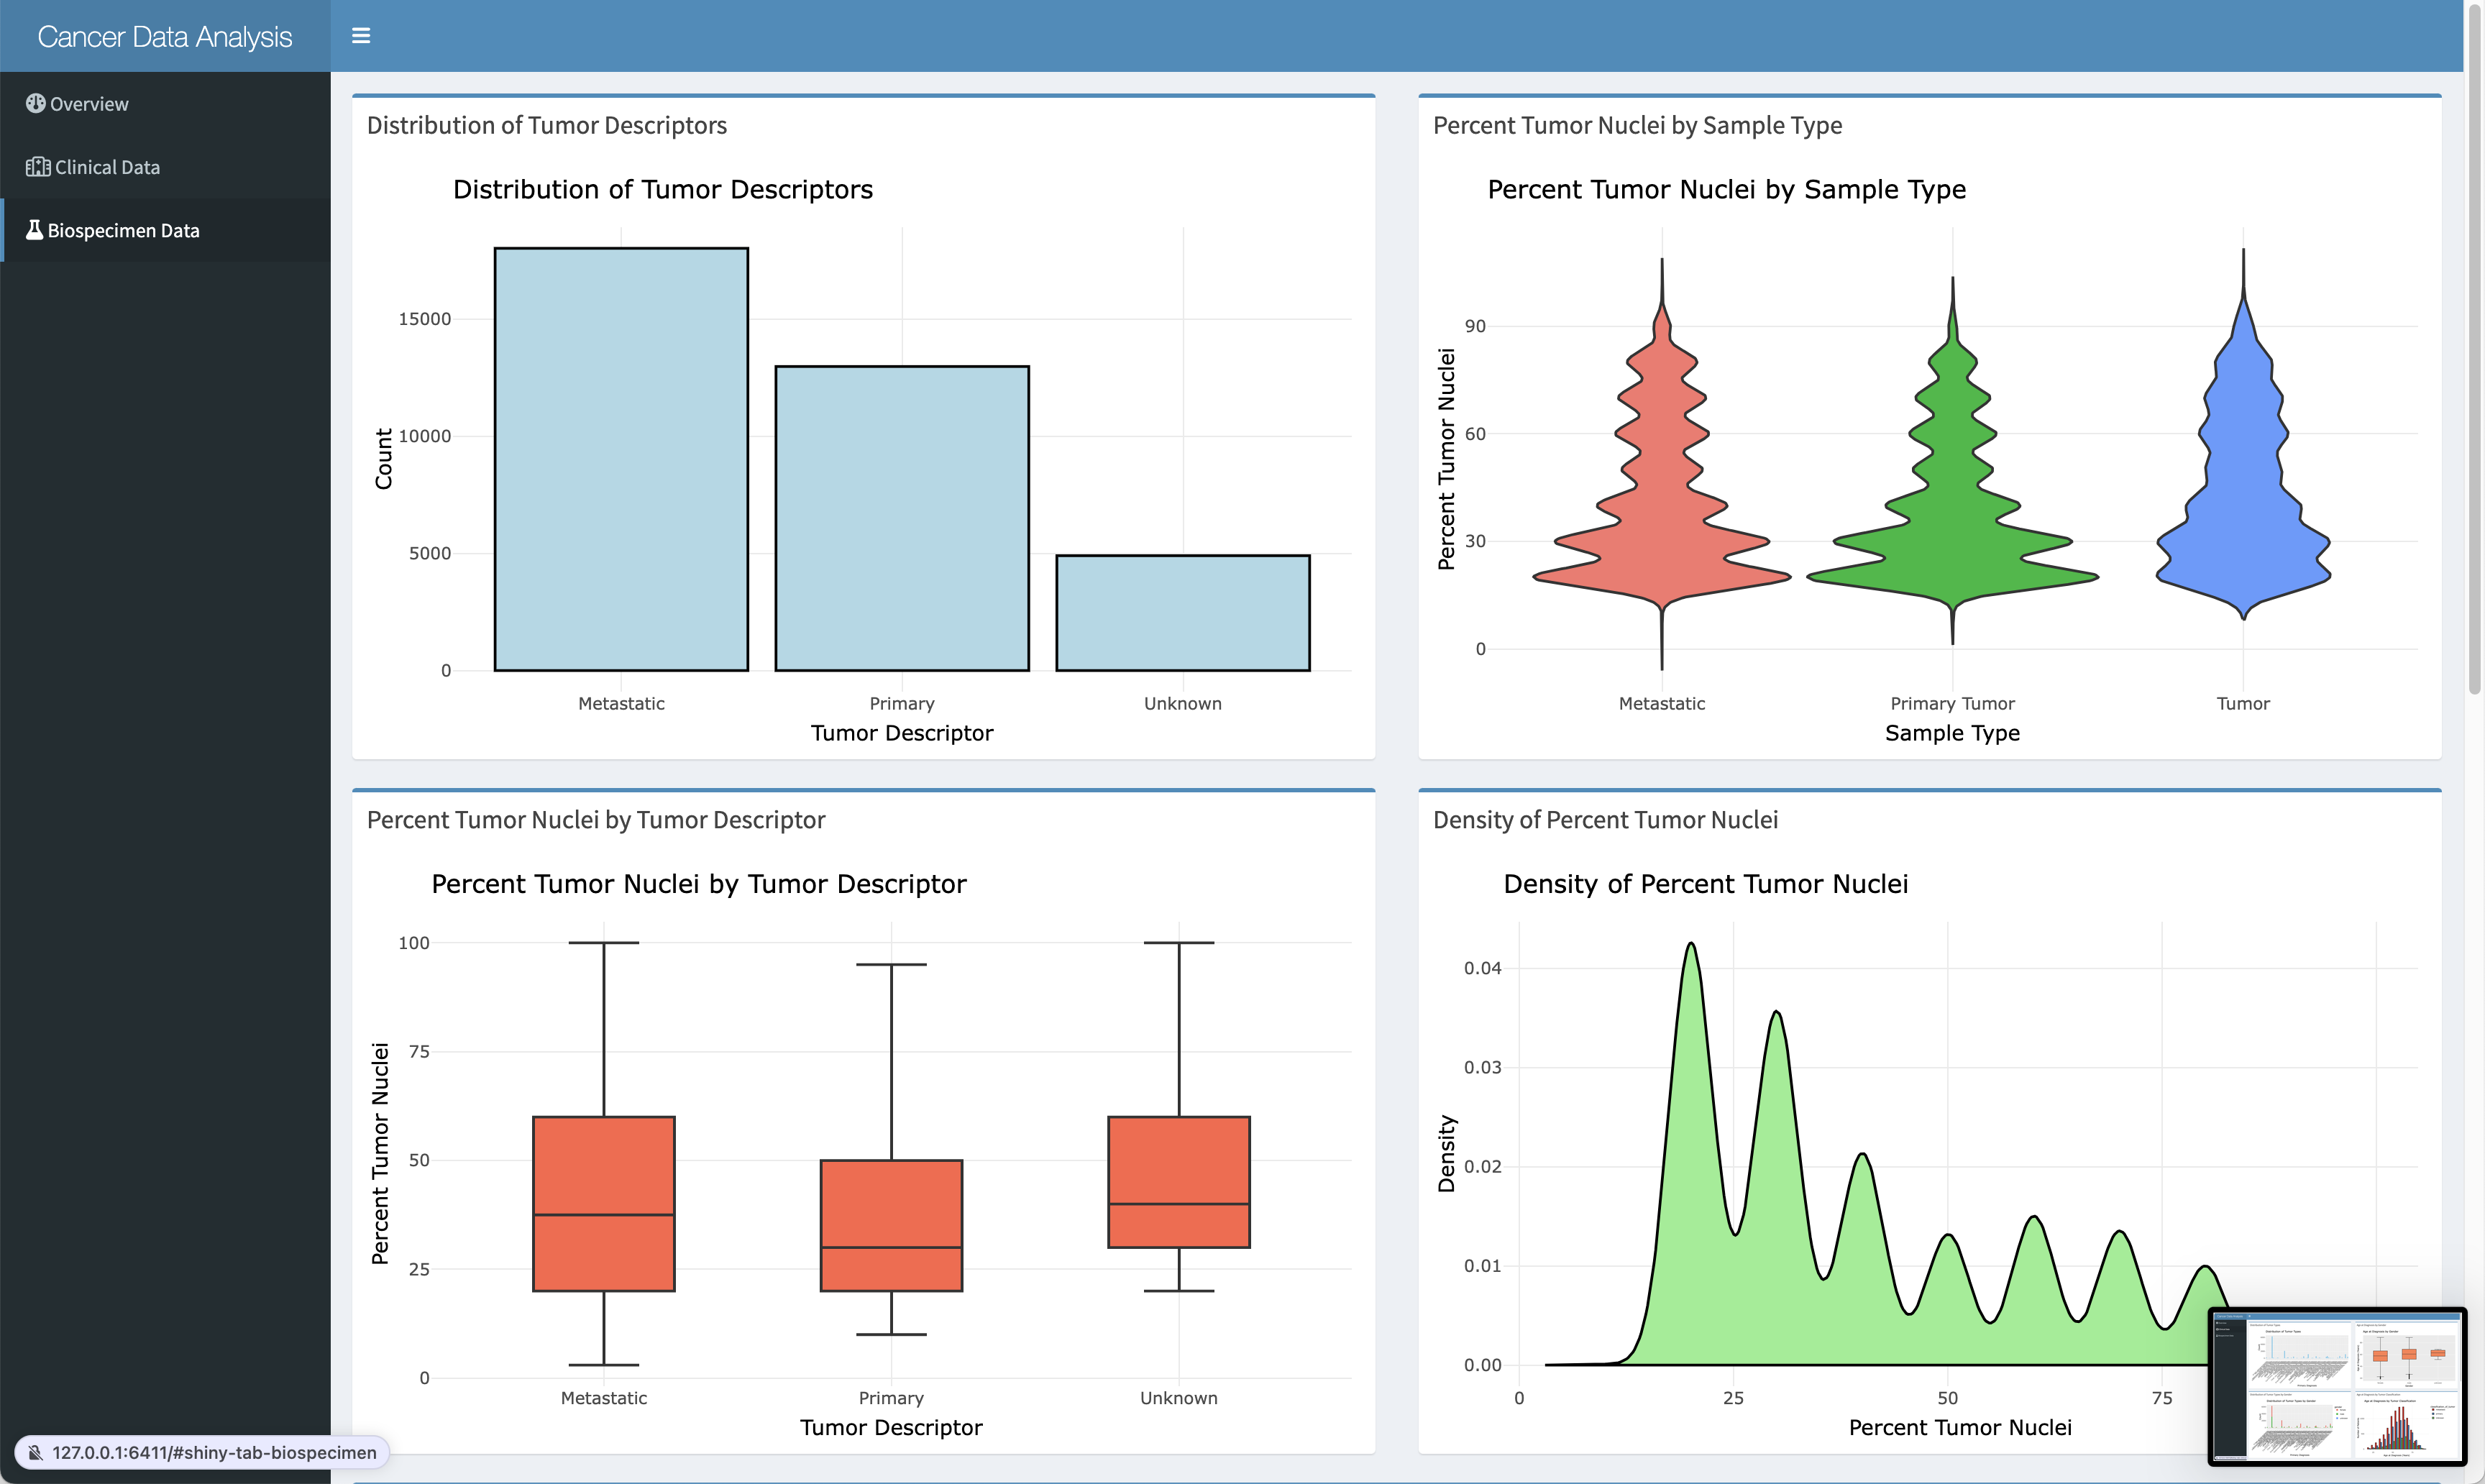 Cancer Data Analysis
Overview
Clinical Data
Biospecimen Data
Distribution of Tumor Descriptors
Distribution of Tumor Descriptors
Count
15000
10000
5000
0
Metastatic
Primary
Unknown
Tumor Descriptor
Percent Tumor Nuclei by Sample Type
Percent Tumor Nuclei by Sample Type
Percent Tumor Nuclei
90
60
30
0
Metastatic
Primary Tumor
Tumor
Sample Type
Percent Tumor Nuclei by Tumor Descriptor
Percent Tumor Nuclei by Tumor Descriptor
Percent Tumor Nuclei
100
75
50
25
0
Metastatic
Primary
Unknown
Tumor Descriptor
Density of Percent Tumor Nuclei
Density of Percent Tumor Nuclei
Density
0.04
0.03
0.02
0.01
0.00
0
25
50
75
Percent Tumor Nuclei
127.0.0.1:6411/#shiny-tab-biospecimen